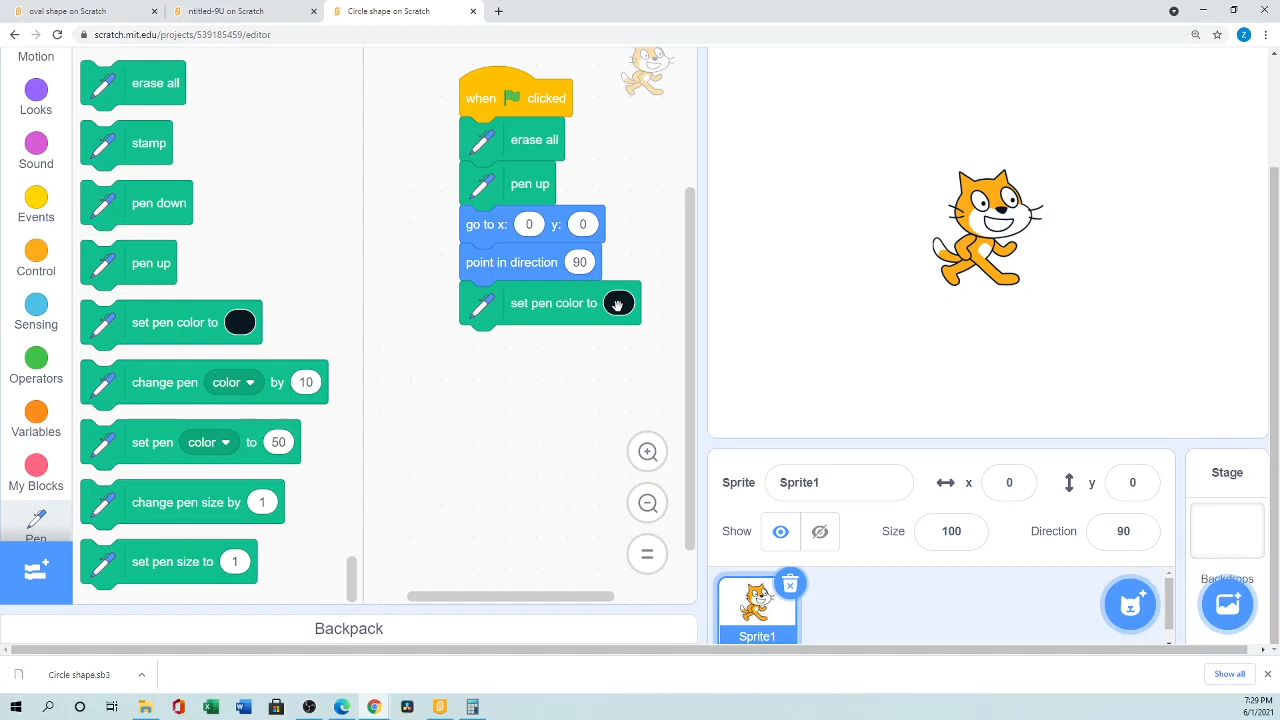 oval shape on Scratch
ntitled-9U on Scratch
Circle shape on Scratch
scratch.mit.edu/projects/539185459/editor
Z
Motion
Looks
Sound
Events
Control
Sensing
Operators
Variables
My Blocks
Pen
erase all
stamp
pen down
pen up
set pen color to
change pen color by 10
set pen color to 50
change pen size by 1
set pen size to 1
when clicked
erase all
pen up
go to x: 0 y: 0
point in direction 90
set pen color to
Backpack
Sprite Sprite1 x 0 y 0
Show Size 100 Direction 90
Sprite1
Stage
Backdrops
Circle shape.sb3
Show all
7:29 PM
6/1/2021